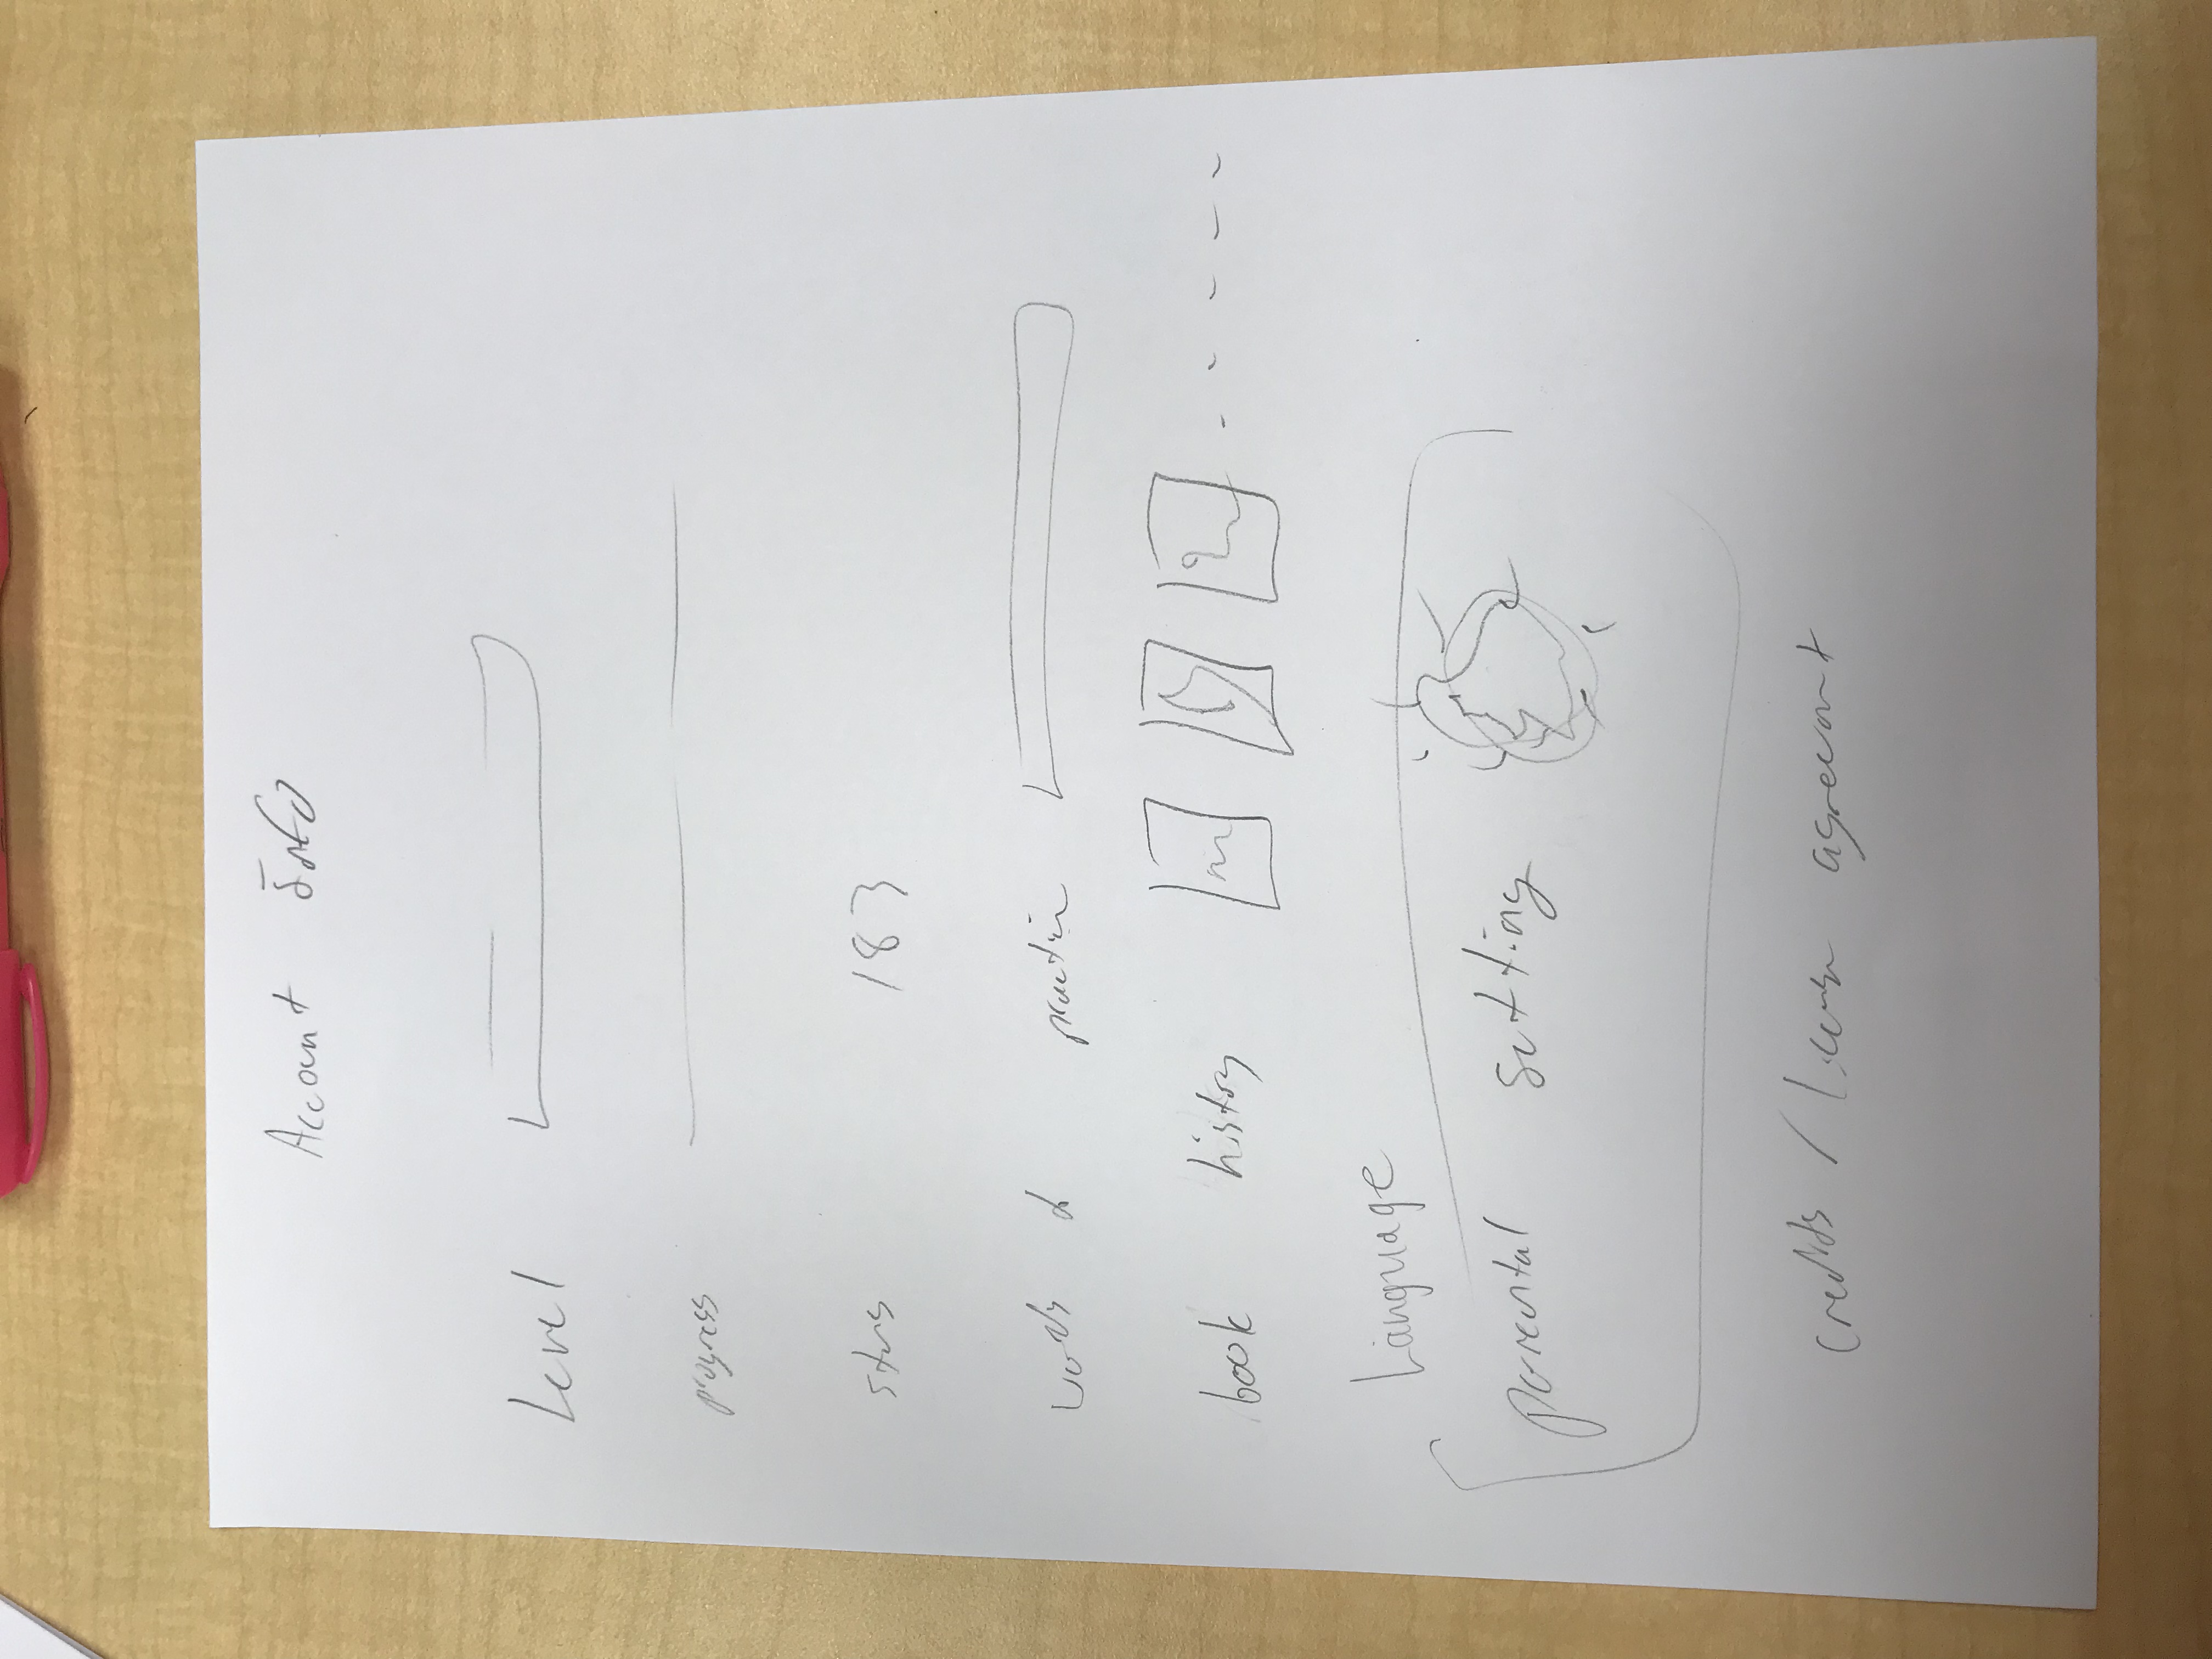 Account Info
Level
progress
stars 183
words to practice
book history
Language
parental setting
credits / license agreement